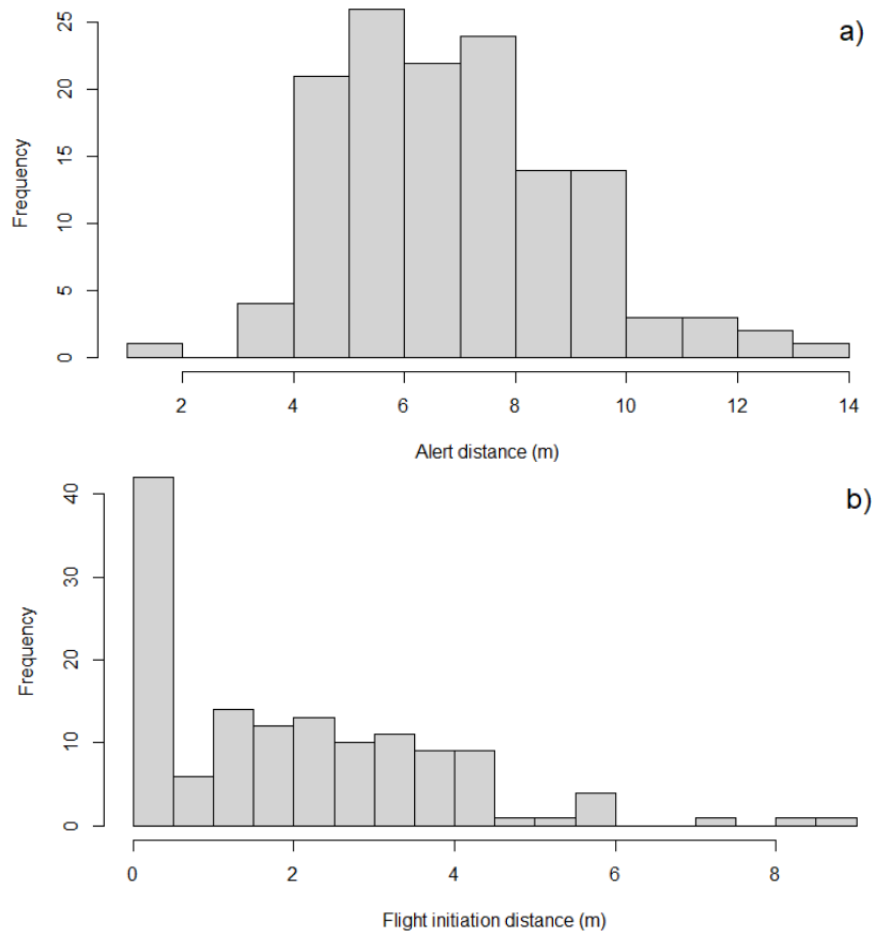 a)
25
20
15
10
5
0
Frequency
2 4 6 8 10 12 14
Alert distance (m)
b)
40
30
20
10
0
Frequency
0 2 4 6 8
Flight initiation distance (m)